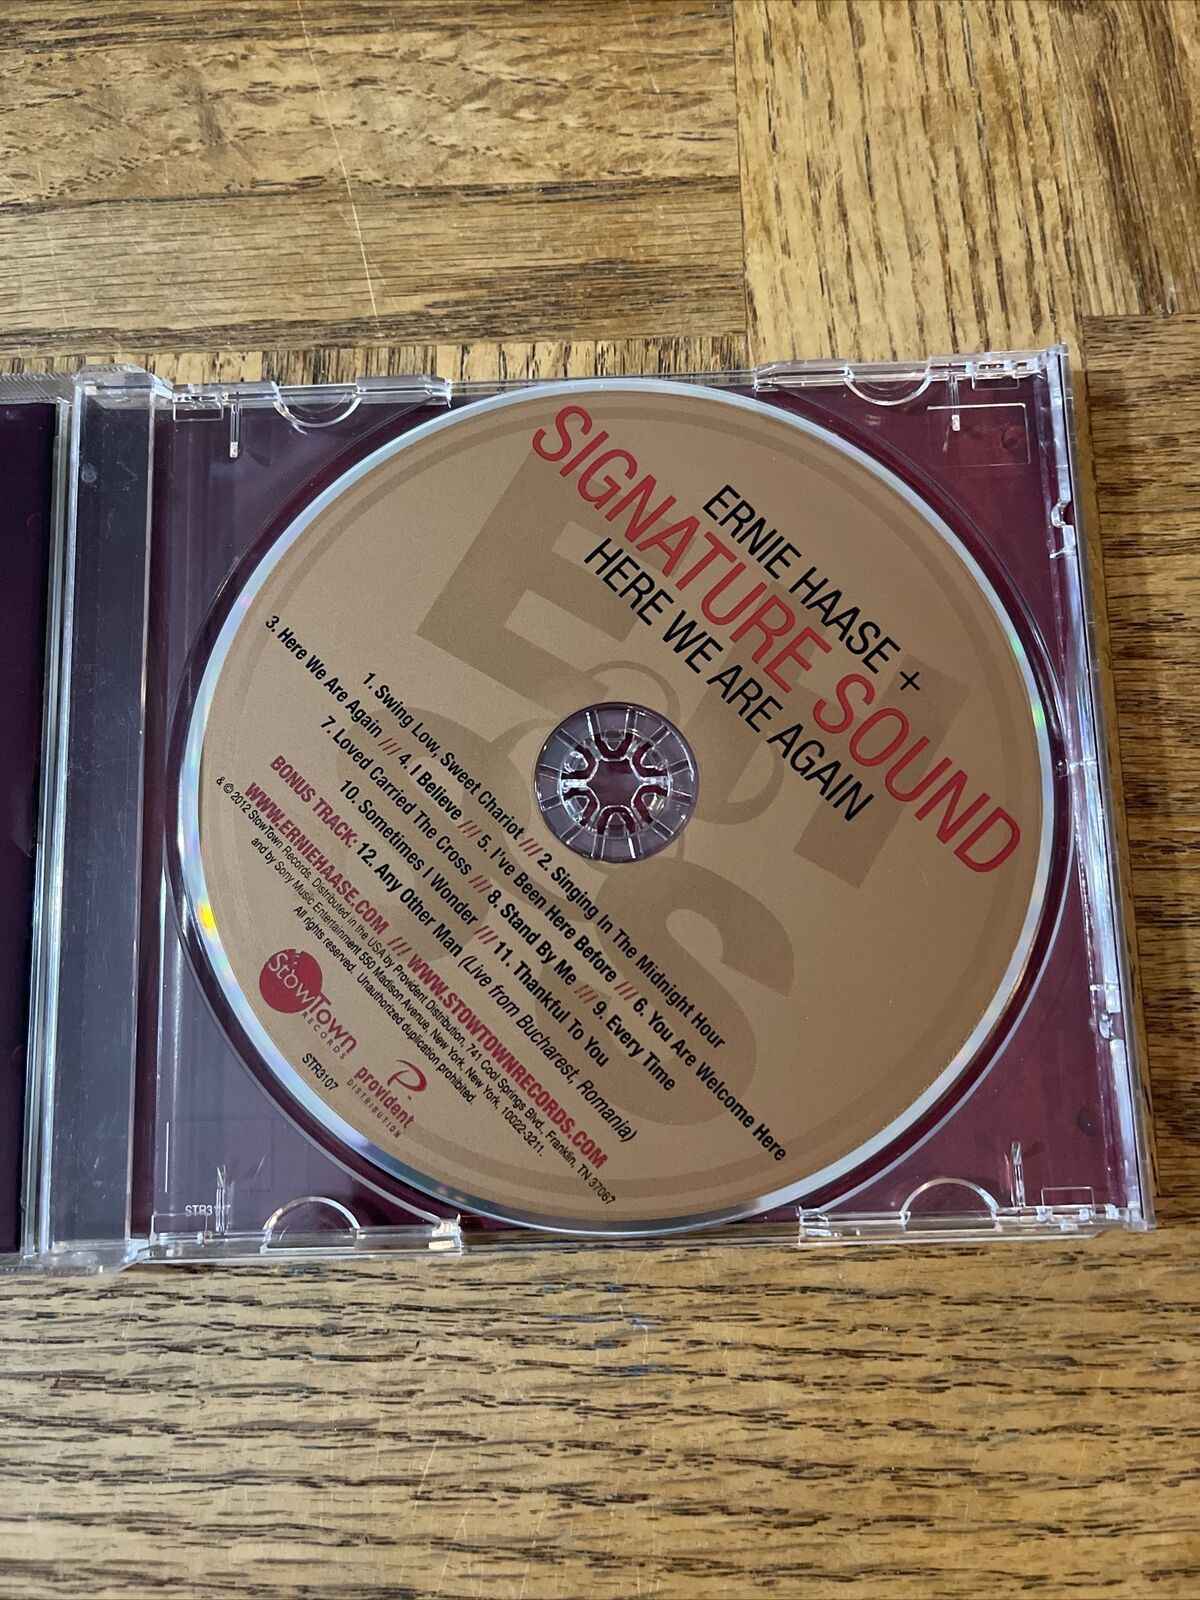 ERNIE HAASE +
SIGNATURE SOUND
HERE WE ARE AGAIN
1. Swing Low, Sweet Chariot //// 2. Singing In The Midnight Hour
3. Here We Are Again /// 4. I Believe /// 5. I've Been Here Before /// 6. You Are Welcome Here
7. Loved Carried The Cross /// 8. Stand By Me /// 9. Every Time
10. Sometimes I Wonder /// 11. Thankful To You
BONUS TRACK: 12. Any Other Man (Live from Bucharest, Romania)
WWW.ERNIEHAASE.COM /// WWW.STOWTOWNRECORDS.COM
& © 2012 StowTown Records. Distributed in the USA by Provident Distribution, 741 Cool Springs Blvd., Franklin, TN 37067
and by Sony Music Entertainment 550 Madison Avenue, New York, New York, 10022-3211.
All rights reserved. Unauthorized duplication prohibited.
StowTown
RECORDS
provident
DISTRIBUTION
STR3107